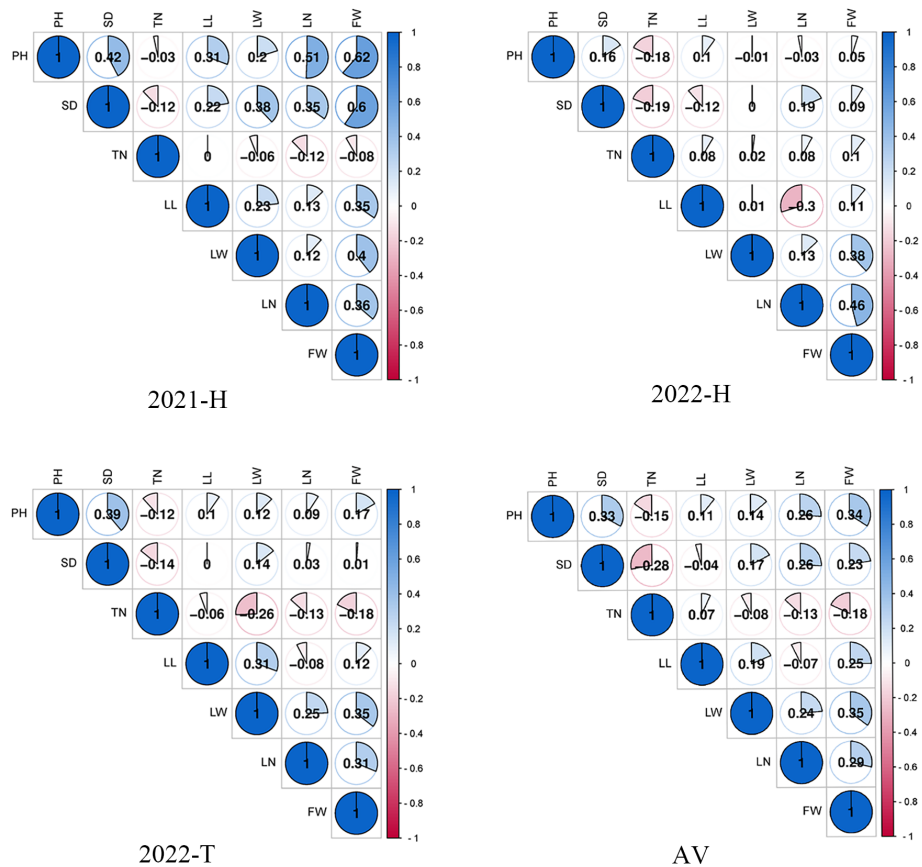 PH SD TN LL LW LN FW
PH 1 0.42 −0.03 0.31 0.2 0.51 0.62
SD 1 −0.12 0.22 0.38 0.35 0.6
TN 1 0 −0.06 −0.12 −0.08
LL 1 0.23 0.13 0.35
LW 1 0.12 0.4
LN 1 0.36
FW 1
1
0.8
0.6
0.4
0.2
0
- 0.2
- 0.4
- 0.6
- 0.8
- 1
2021-H
PH SD TN LL LW LN FW
PH 1 0.16 −0.18 0.1 −0.01 −0.03 0.05
SD 1 −0.19 −0.12 0 0.19 0.09
TN 1 0.08 0.02 0.08 0.1
LL 1 0.01 −0.3 0.11
LW 1 0.13 0.38
LN 1 0.46
FW 1
1
0.8
0.6
0.4
0.2
0
- 0.2
- 0.4
- 0.6
- 0.8
- 1
2022-H
PH SD TN LL LW LN FW
PH 1 0.39 −0.12 0.1 0.12 0.09 0.17
SD 1 −0.14 0 0.14 0.03 0.01
TN 1 −0.06 −0.26 −0.13 −0.18
LL 1 0.31 −0.08 0.12
LW 1 0.25 0.35
LN 1 0.31
FW 1
1
0.8
0.6
0.4
0.2
0
- 0.2
- 0.4
- 0.6
- 0.8
- 1
2022-T
PH SD TN LL LW LN FW
PH 1 0.33 −0.15 0.11 0.14 0.26 0.34
SD 1 −0.28 −0.04 0.17 0.26 0.23
TN 1 0.07 −0.08 −0.13 −0.18
LL 1 0.19 −0.07 0.25
LW 1 0.24 0.35
LN 1 0.29
FW 1
1
0.8
0.6
0.4
0.2
0
- 0.2
- 0.4
- 0.6
- 0.8
- 1
AV